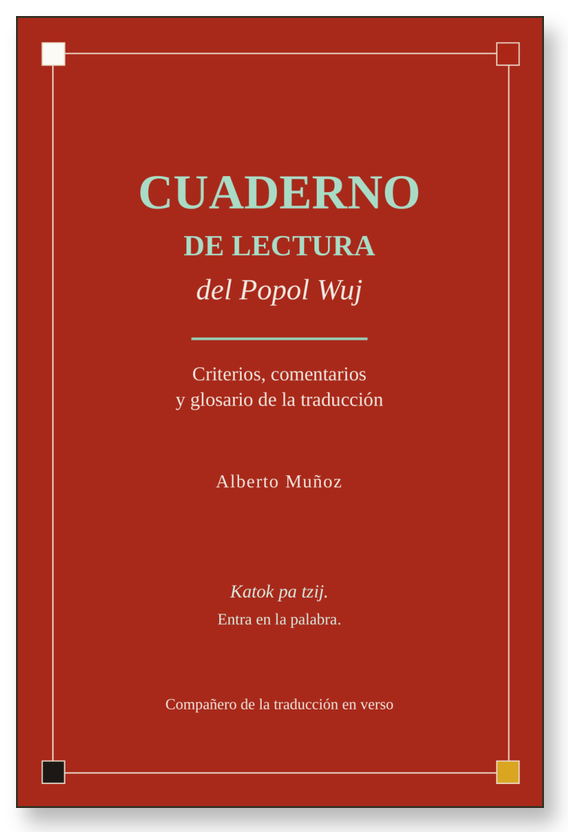 CUADERNO
DE LECTURA
del Popol Wuj
Criterios, comentarios
y glosario de la traducción
Alberto Muñoz
Katok pa tzij.
Entra en la palabra.
Compañero de la traducción en verso